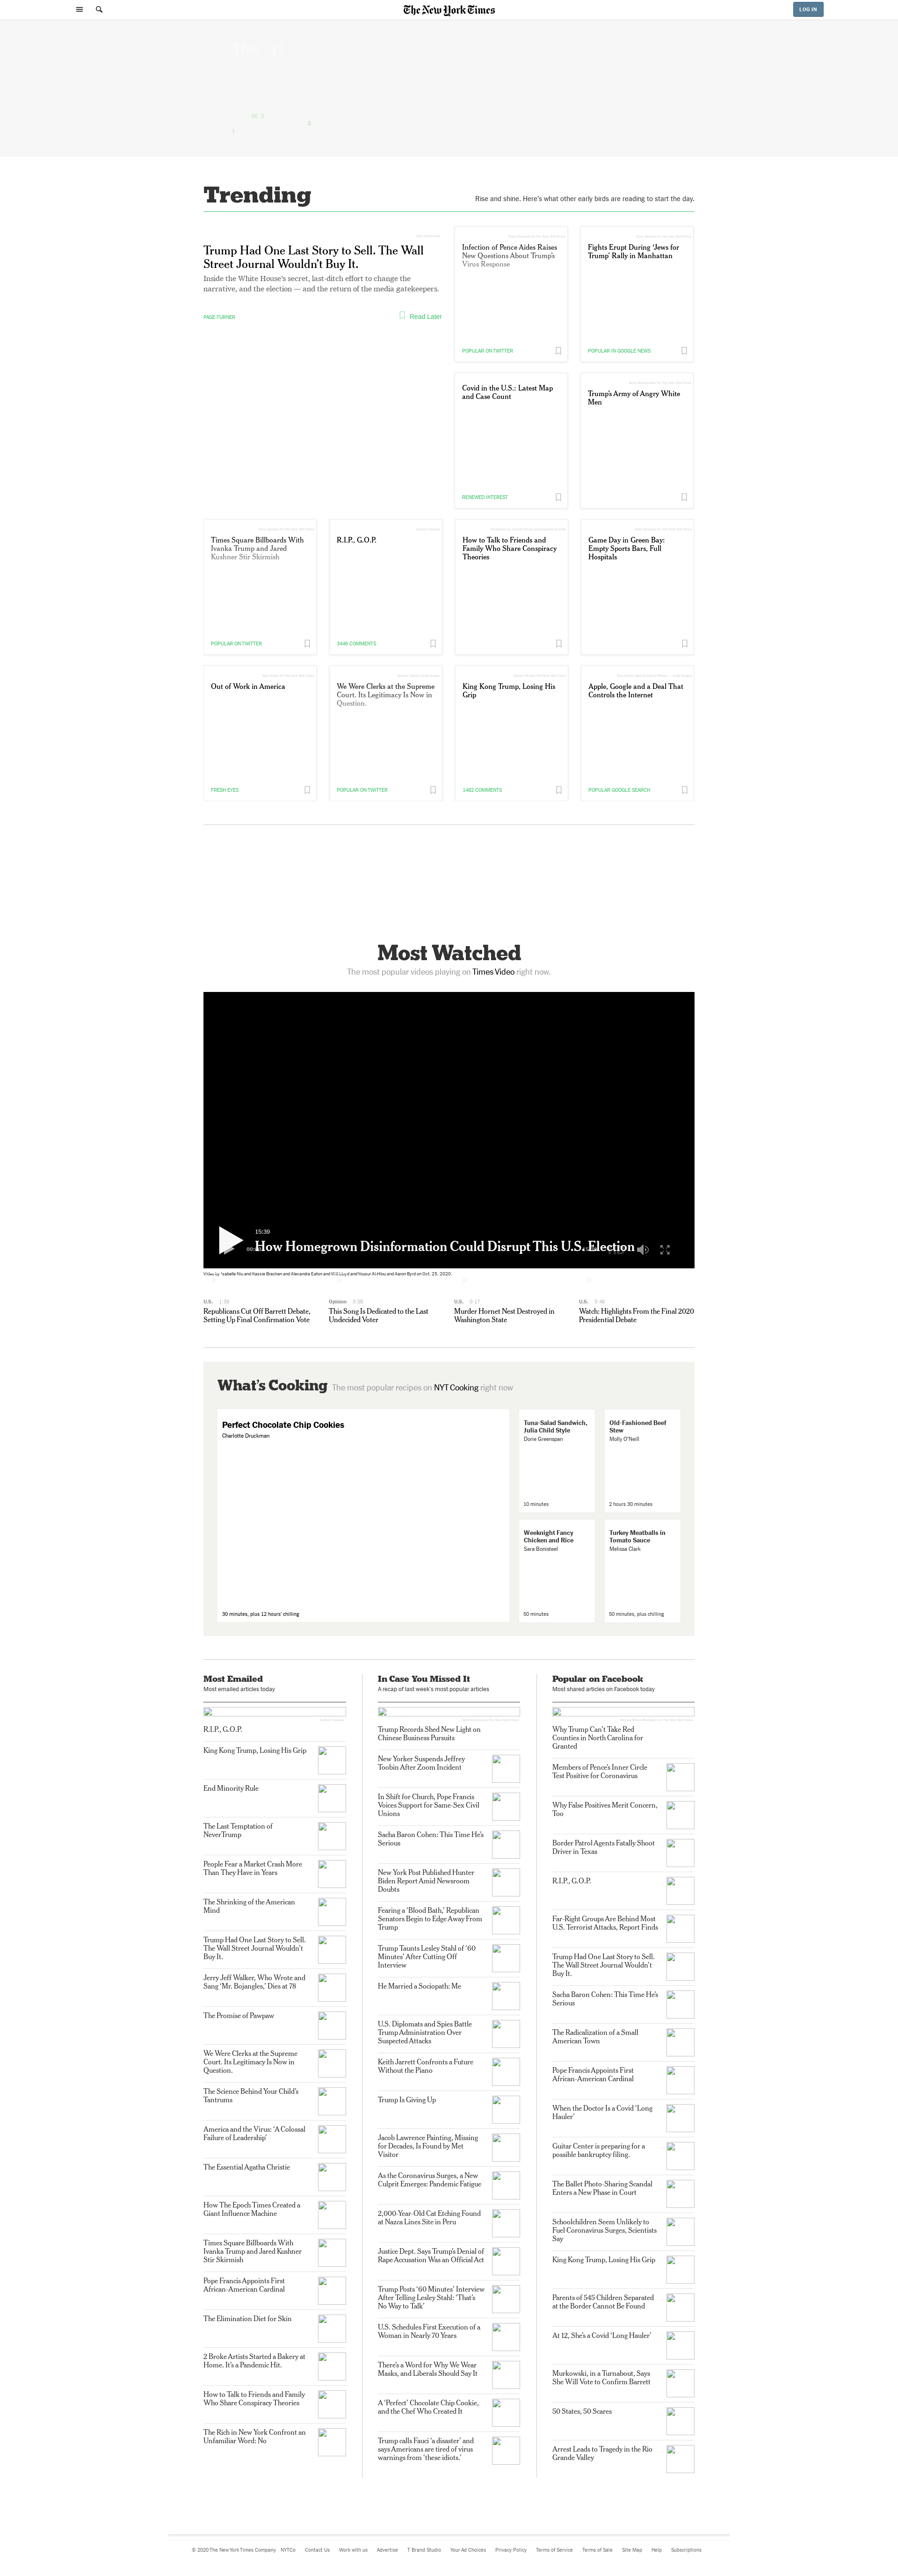 The New York Times
LOG IN
Trending
Rise and shine. Here's what other early birds are reading to start the day.
Trump Had One Last Story to Sell. The Wall
Street Journal Wouldn't Buy It.
Inside the White House's secret, last-ditch effort to change the
narrative, and the election — and the return of the media gatekeepers.
PAGE-TURNER
Read Later
Infection of Pence Aides Raises
New Questions About Trump's
Virus Response
POPULAR ON TWITTER
Fights Erupt During 'Jews for
Trump' Rally in Manhattan
POPULAR IN GOOGLE NEWS
Covid in the U.S.: Latest Map
and Case Count
RENEWED INTEREST
Trump's Army of Angry White
Men
Times Square Billboards With
Ivanka Trump and Jared
Kushner Stir Skirmish
POPULAR ON TWITTER
R.I.P., G.O.P.
3446 COMMENTS
How to Talk to Friends and
Family Who Share Conspiracy
Theories
Game Day in Green Bay:
Empty Sports Bars, Full
Hospitals
Out of Work in America
FRESH EYES
We Were Clerks at the Supreme
Court. Its Legitimacy Is Now in
Question.
POPULAR ON TWITTER
King Kong Trump, Losing His
Grip
1482 COMMENTS
Apple, Google and a Deal That
Controls the Internet
POPULAR GOOGLE SEARCH
Most Watched
The most popular videos playing on Times Video right now.
15:39
How Homegrown Disinformation Could Disrupt This U.S. Election
U.S. 1:39
Republicans Cut Off Barrett Debate,
Setting Up Final Confirmation Vote
Opinion
This Song Is Dedicated to the Last
Undecided Voter
U.S. 0:17
Murder Hornet Nest Destroyed in
Washington State
U.S.
Watch: Highlights From the Final 2020
Presidential Debate
What's Cooking The most popular recipes on NYT Cooking right now
Perfect Chocolate Chip Cookies
Charlotte Druckman
30 minutes, plus 12 hours' chilling
Tuna-Salad Sandwich,
Julia Child Style
Dorie Greenspan
10 minutes
Old-Fashioned Beef
Stew
Molly O'Neill
2 hours 30 minutes
Weeknight Fancy
Chicken and Rice
Sara Bonisteel
50 minutes
Turkey Meatballs in
Tomato Sauce
Melissa Clark
50 minutes, plus chilling
Most Emailed
Most emailed articles today
R.I.P., G.O.P.
King Kong Trump, Losing His Grip
End Minority Rule
The Last Temptation of
NeverTrump
People Fear a Market Crash More
Than They Have in Years
The Shrinking of the American
Mind
Trump Had One Last Story to Sell.
The Wall Street Journal Wouldn't
Buy It.
Jerry Jeff Walker, Who Wrote and
Sang 'Mr. Bojangles,' Dies at 78
The Promise of Pawpaw
We Were Clerks at the Supreme
Court. Its Legitimacy Is Now in
Question.
The Science Behind Your Child's
Tantrums
America and the Virus: 'A Colossal
Failure of Leadership'
The Essential Agatha Christie
How The Epoch Times Created a
Giant Influence Machine
Times Square Billboards With
Ivanka Trump and Jared Kushner
Stir Skirmish
Pope Francis Appoints First
African-American Cardinal
The Elimination Diet for Skin
2 Broke Artists Started a Bakery at
Home. It's a Pandemic Hit.
How to Talk to Friends and Family
Who Share Conspiracy Theories
The Rich in New York Confront an
Unfamiliar Word: No
In Case You Missed It
A recap of last week's most popular articles
Trump Records Shed New Light on
Chinese Business Pursuits
New Yorker Suspends Jeffrey
Toobin After Zoom Incident
In Shift for Church, Pope Francis
Voices Support for Same-Sex Civil
Unions
Sacha Baron Cohen: This Time He's
Serious
New York Post Published Hunter
Biden Report Amid Newsroom
Doubts
Fearing a 'Blood Bath,' Republican
Senators Begin to Edge Away From
Trump
Trump Taunts Lesley Stahl of '60
Minutes' After Cutting Off
Interview
He Married a Sociopath: Me
U.S. Diplomats and Spies Battle
Trump Administration Over
Suspected Attacks
Keith Jarrett Confronts a Future
Without the Piano
Trump Is Giving Up
Jacob Lawrence Painting, Missing
for Decades, Is Found by Met
Visitor
As the Coronavirus Surges, a New
Culprit Emerges: Pandemic Fatigue
2,000-Year-Old Cat Etching Found
at Nazca Lines Site in Peru
Justice Dept. Says Trump's Denial of
Rape Accusation Was an Official Act
Trump Posts '60 Minutes' Interview
After Telling Lesley Stahl: 'That's
No Way to Talk'
U.S. Schedules First Execution of a
Woman in Nearly 70 Years
There's a Word for Why We Wear
Masks, and Liberals Should Say It
A 'Perfect' Chocolate Chip Cookie,
and the Chef Who Created It
Trump calls Fauci 'a disaster' and
says Americans are tired of virus
warnings from 'these idiots.'
Popular on Facebook
Most shared articles on Facebook today
Why Trump Can't Take Red
Counties in North Carolina for
Granted
Members of Pence's Inner Circle
Test Positive for Coronavirus
Why False Positives Merit Concern,
Too
Border Patrol Agents Fatally Shoot
Driver in Texas
R.I.P., G.O.P.
Far-Right Groups Are Behind Most
U.S. Terrorist Attacks, Report Finds
Trump Had One Last Story to Sell.
The Wall Street Journal Wouldn't
Buy It.
Sacha Baron Cohen: This Time He's
Serious
The Radicalization of a Small
American Town
Pope Francis Appoints First
African-American Cardinal
When the Doctor Is a Covid 'Long
Hauler'
Guitar Center is preparing for a
possible bankruptcy filing.
The Ballet Photo-Sharing Scandal
Enters a New Phase in Court
Schoolchildren Seem Unlikely to
Fuel Coronavirus Surges, Scientists
Say
King Kong Trump, Losing His Grip
Parents of 545 Children Separated
at the Border Cannot Be Found
At 12, She's a Covid 'Long Hauler'
Murkowski, in a Turnabout, Says
She Will Vote to Confirm Barrett
50 States, 50 Scares
Arrest Leads to Tragedy in the Rio
Grande Valley
© 2020 The New York Times Company NYTCo Contact Us Work with us Advertise T Brand Studio Your Ad Choices Privacy Policy Terms of Service Terms of Sale Site Map Help Subscriptions